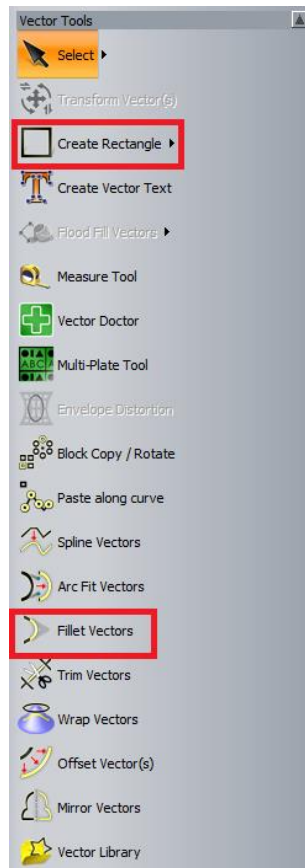 Vector Tools
Select
Transform Vector(s)
Create Rectangle
Create Vector Text
Flood Fill Vectors
Measure Tool
Vector Doctor
ABC
Multi-Plate Tool
Envelope Distortion
Block Copy / Rotate
Paste along curve
Spline Vectors
Arc Fit Vectors
Fillet Vectors
Trim Vectors
Wrap Vectors
Offset Vector(s)
Mirror Vectors
Vector Library